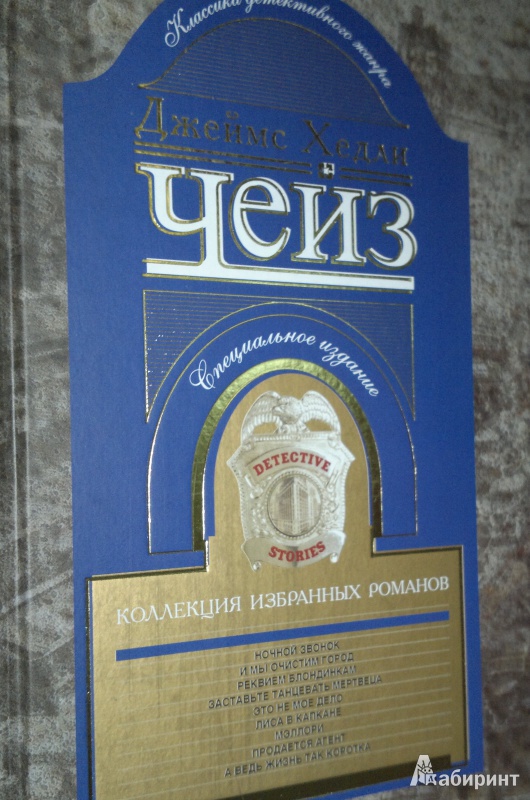 Классика детективного жанра
Джеймс Хедли
Чейз
Специальное издание
DETECTIVE
STORIES
КОЛЛЕКЦИЯ ИЗБРАННЫХ РОМАНОВ
НОЧНОЙ ЗВОНОК
И МЫ ОЧИСТИМ ГОРОД
РЕКВИЕМ БЛОНДИНКАМ
ЗАСТАВЬТЕ ТАНЦЕВАТЬ МЕРТВЕЦА
ЭТО НЕ МОЕ ДЕЛО
ЛИСА В КАПКАНЕ
МЭЛЛОРИ
ПРОДАЕТСЯ АГЕНТ
А ВЕДЬ ЖИЗНЬ ТАК КОРОТКА
Лабиринт